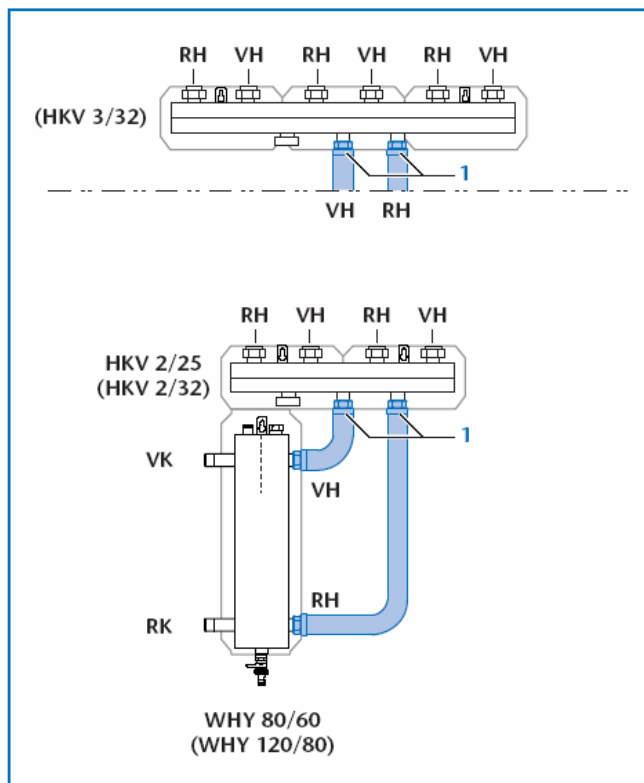 RH VH RH VH RH VH
(HKV 3/32)
1
VH RH
RH VH RH VH
HKV 2/25
(HKV 2/32)
1
VK
VH
RH
RK
WHY 80/60
(WHY 120/80)